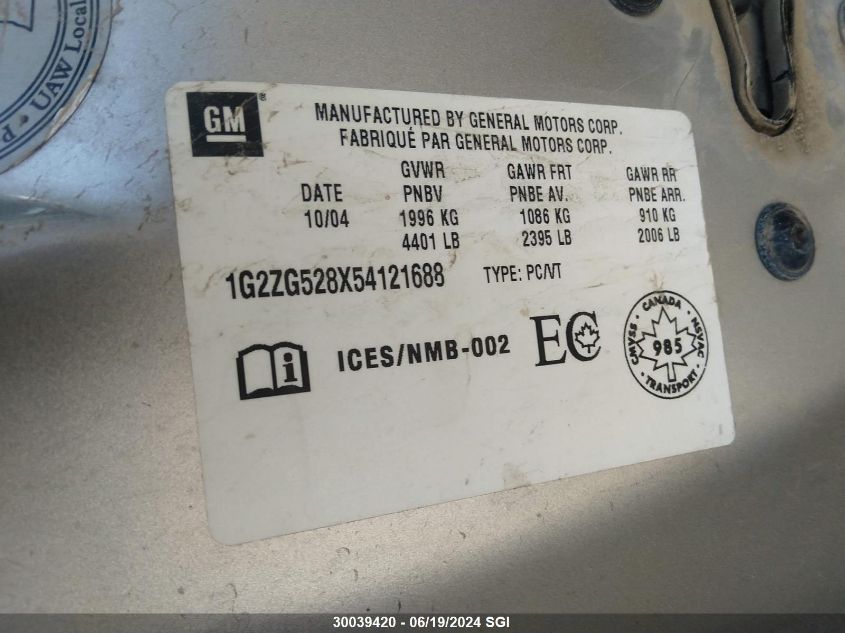 UAW Local
GM
®
MANUFACTURED BY GENERAL MOTORS CORP.
FABRIQUÉ PAR GENERAL MOTORS CORP.
GVWR GAWR FRT GAWR RR
DATE PNBV PNBE AV. PNBE ARR.
10/04 1996 KG 1086 KG 910 KG
4401 LB 2395 LB 2006 LB
1G2ZG528X54121688 TYPE: PC/VT
i ICES/NMB-002 EC
CANADA
CMVSS 985 NSVAC
TRANSPORT
30039420 - 06/19/2024 SGI